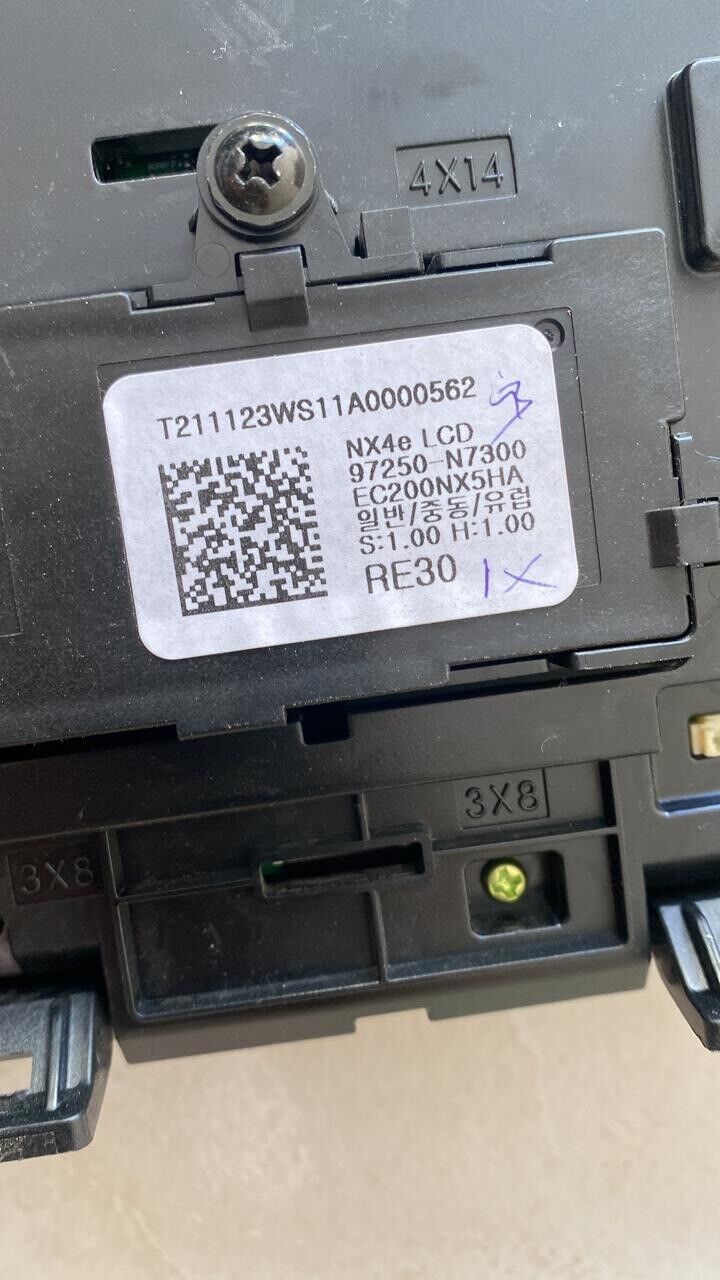 4X14
T211123WS11A0000562
NX4e LCD
97250-N7300
EC200NX5HA
일반/중동/유럽
S:1.00 H:1.00
RE30 IX
3X8
3X8